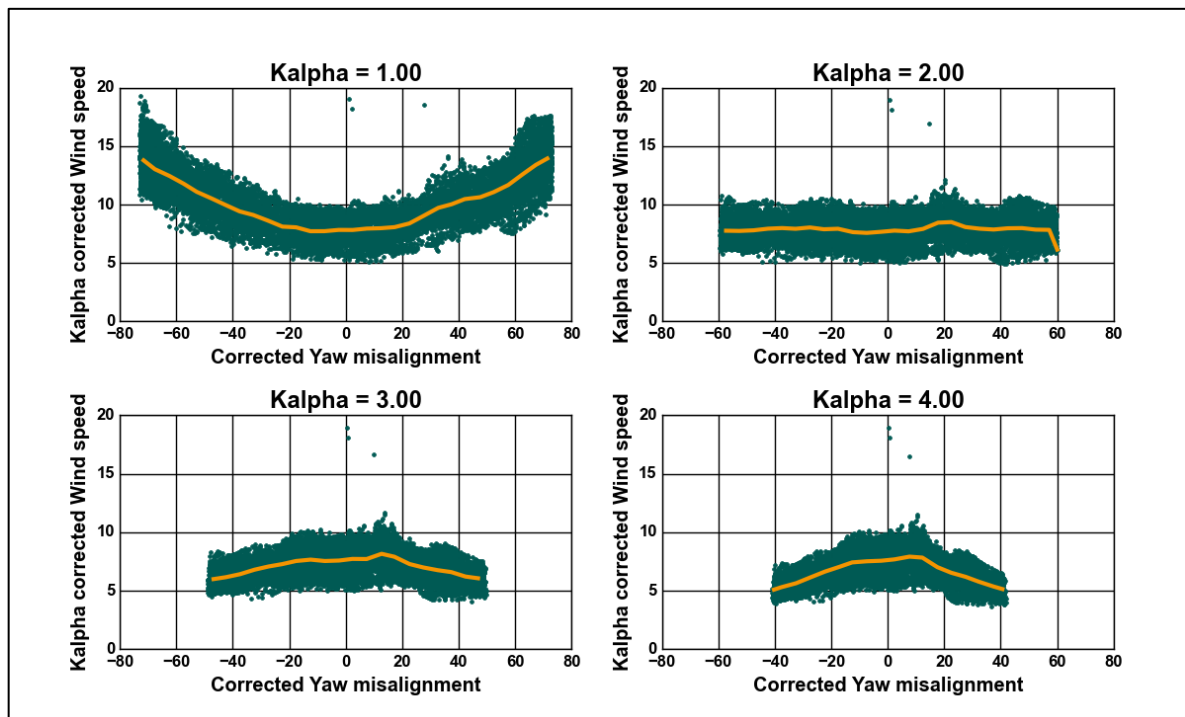 Kalpha = 1.00
Kalpha corrected Wind speed
20
15
10
5
0
−80 −60 −40 −20 0 20 40 60 80
Corrected Yaw misalignment
Kalpha = 2.00
Kalpha corrected Wind speed
20
15
10
5
0
−80 −60 −40 −20 0 20 40 60 80
Corrected Yaw misalignment
Kalpha = 3.00
Kalpha corrected Wind speed
20
15
10
5
0
−80 −60 −40 −20 0 20 40 60 80
Corrected Yaw misalignment
Kalpha = 4.00
Kalpha corrected Wind speed
20
15
10
5
0
−80 −60 −40 −20 0 20 40 60 80
Corrected Yaw misalignment